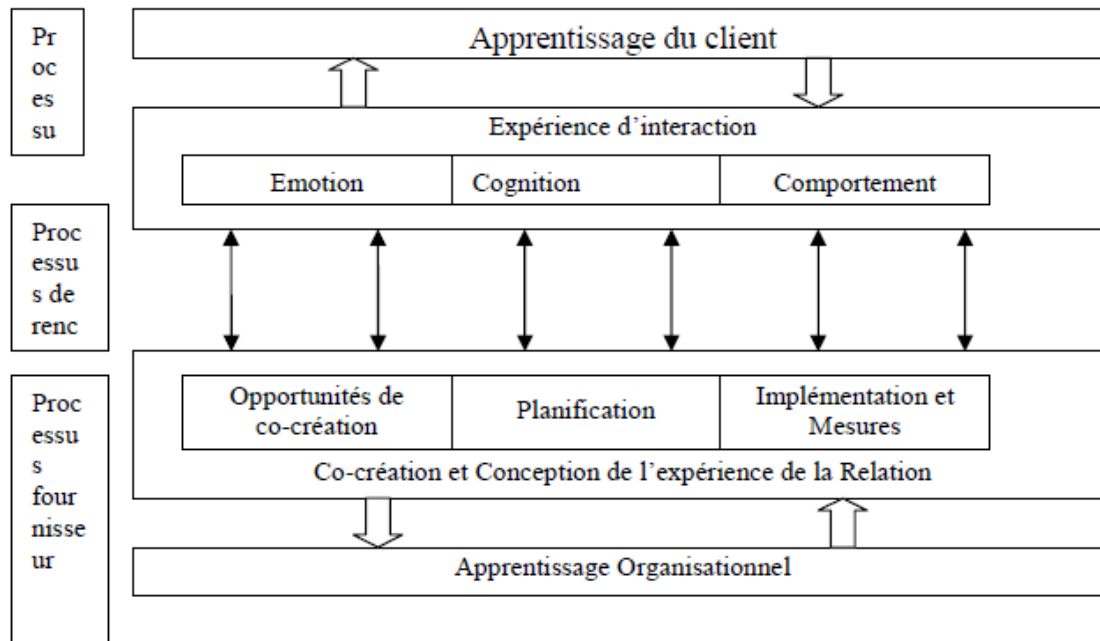 Pr
oc
es
su
Apprentissage du client
Expérience d’interaction
Emotion
Cognition
Comportement
Proc
essu
s de
renc
Proc
essu
s
four
nisse
ur
Opportunités de
co-création
Planification
Implémentation et
Mesures
Co-création et Conception de l’expérience de la Relation
Apprentissage Organisationnel